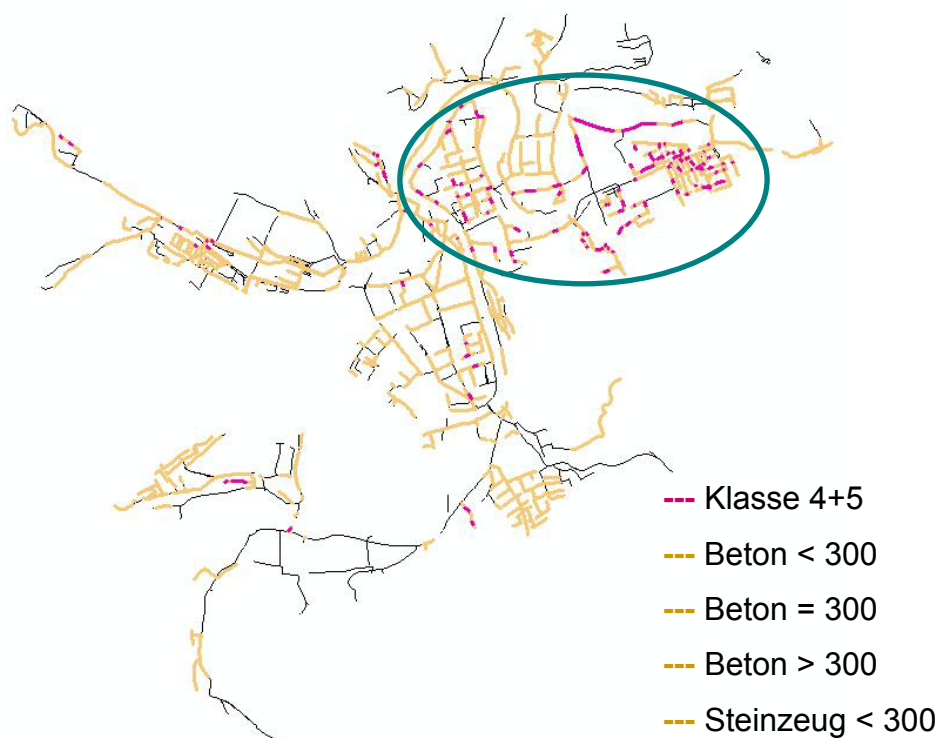 Klasse 4+5
Beton < 300
Beton = 300
Beton > 300
Steinzeug < 300